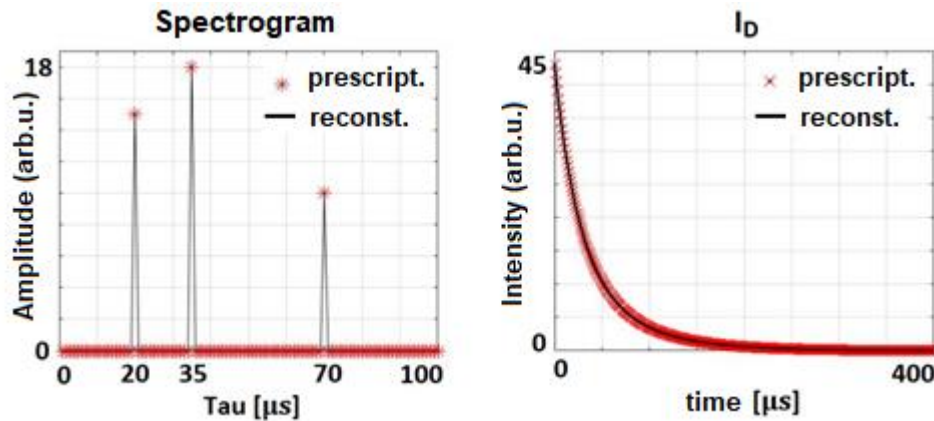 Spectrogram
18
prescript.
reconst.
Amplitude (arb.u.)
0
0 20 35 70 100
Tau [μs]
I_D
45
prescript.
reconst.
Intensity (arb.u.)
0
0 400
time [μs]